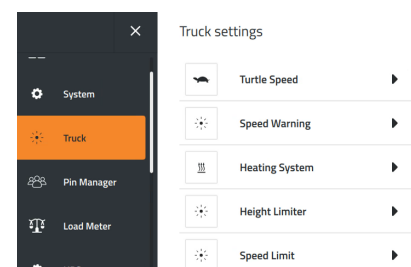 Truck settings
System
Truck
Pin Manager
Load Meter
Turtle Speed
Speed Warning
Heating System
Height Limiter
Speed Limit